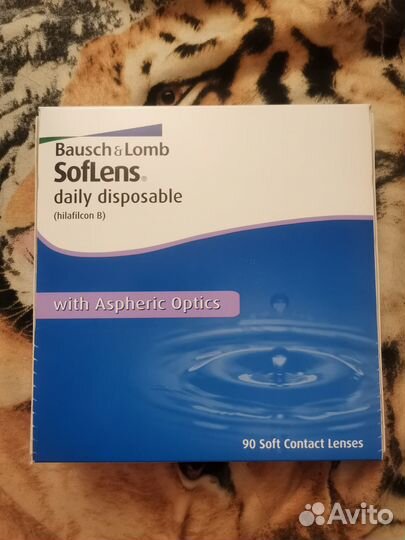 Bausch & Lomb
SofLens®
daily disposable
(hilafilcon B)
with Aspheric Optics
90 Soft Contact Lenses
Avito